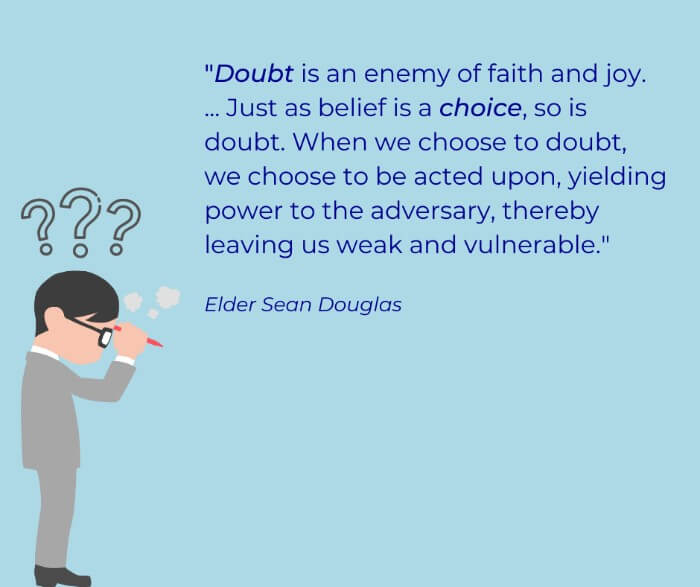 "Doubt is an enemy of faith and joy.
... Just as belief is a choice, so is
doubt. When we choose to doubt,
we choose to be acted upon, yielding
power to the adversary, thereby
leaving us weak and vulnerable."
Elder Sean Douglas
???